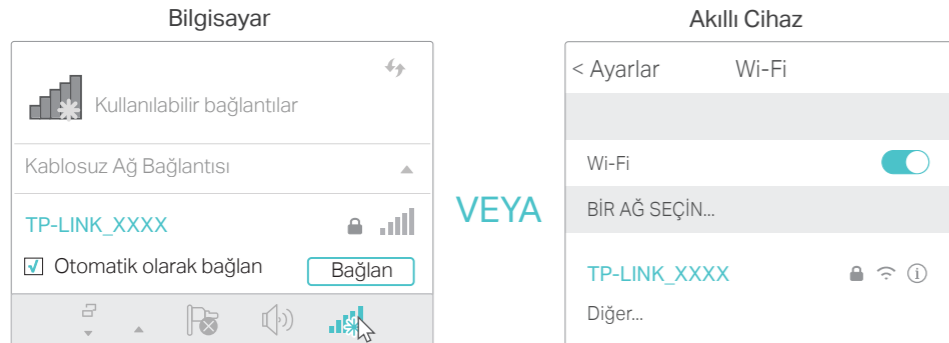 Bilgisayar
Kullanılabilir bağlantılar
Kablosuz Ağ Bağlantısı
TP-LINK_XXXX
Otomatik olarak bağlan
Bağlan
VEYA
Akıllı Cihaz
< Ayarlar
Wi-Fi
Wi-Fi
BİR AĞ SEÇİN...
TP-LINK_XXXX
Diğer...